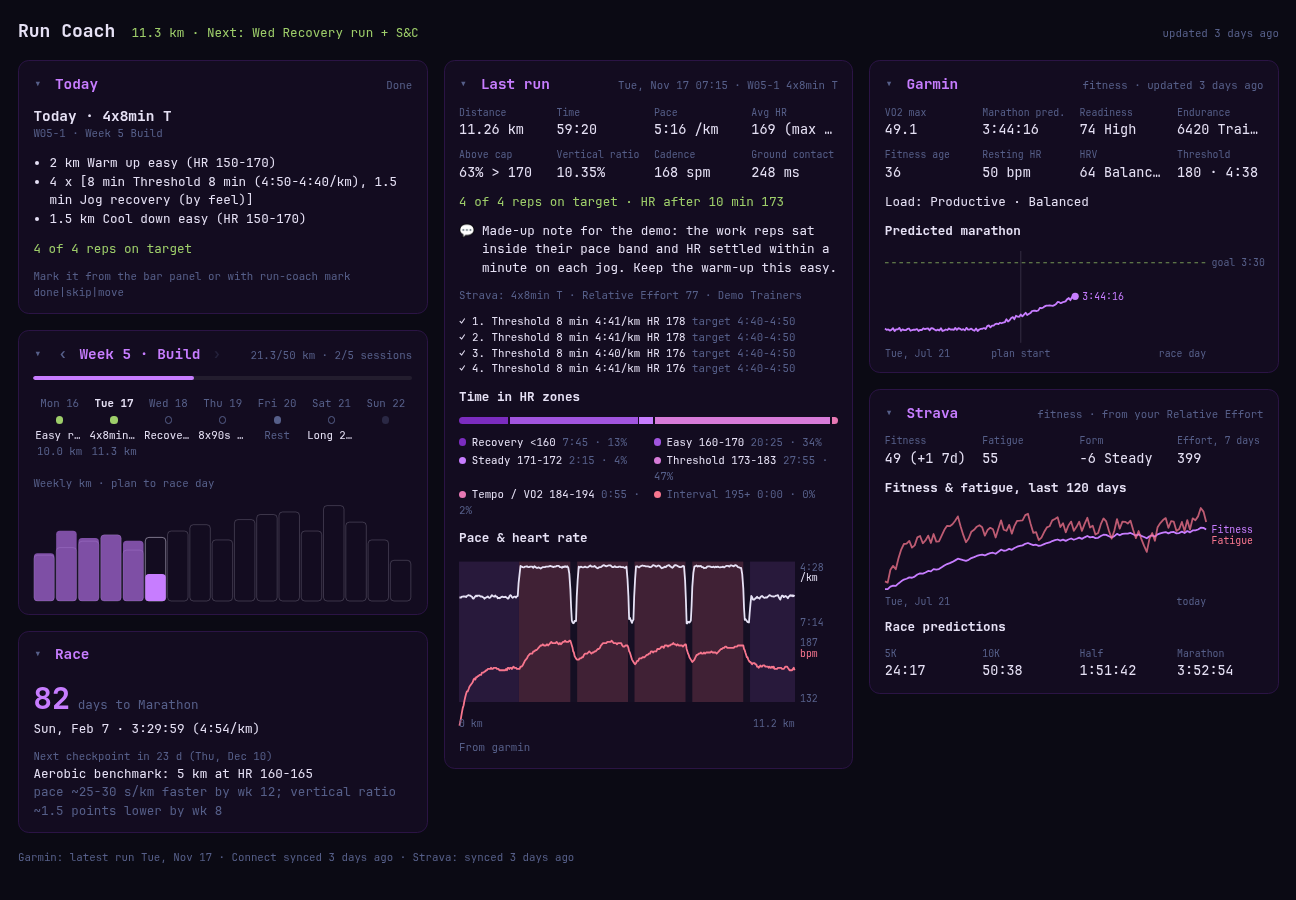 Run Coach 11.3 km · Next: Wed Recovery run + S&C
updated 3 days ago
Today
Done
Today · 4x8min T
W05-1 · Week 5 Build
• 2 km Warm up easy (HR 150-170)
• 4 x [8 min Threshold 8 min (4:50-4:40/km), 1.5
min Jog recovery (by feel)]
• 1.5 km Cool down easy (HR 150-170)
4 of 4 reps on target
Mark it from the bar panel or with run-coach mark
done|skip|move
‹ Week 5 · Build ›
21.3/50 km · 2/5 sessions
Mon 16 Tue 17 Wed 18 Thu 19 Fri 20 Sat 21 Sun 22
Easy r… 4x8min… Recove… 8x90s … Rest Long 2…
10.0 km 11.3 km
Weekly km · plan to race day
Race
82 days to Marathon
Sun, Feb 7 · 3:29:59 (4:54/km)
Next checkpoint in 23 d (Thu, Dec 10)
Aerobic benchmark: 5 km at HR 160-165
pace ~25-30 s/km faster by wk 12; vertical ratio
~1.5 points lower by wk 8
Last run
Tue, Nov 17 07:15 · W05-1 4x8min T
Distance Time Pace Avg HR
11.26 km 59:20 5:16 /km 169 (max …
Above cap Vertical ratio Cadence Ground contact
63% > 170 10.35% 168 spm 248 ms
4 of 4 reps on target · HR after 10 min 173
💬 Made-up note for the demo: the work reps sat
inside their pace band and HR settled within a
minute on each jog. Keep the warm-up this easy.
Strava: 4x8min T · Relative Effort 77 · Demo Trainers
✓ 1. Threshold 8 min 4:41/km HR 178 target 4:40-4:50
✓ 2. Threshold 8 min 4:41/km HR 178 target 4:40-4:50
✓ 3. Threshold 8 min 4:40/km HR 176 target 4:40-4:50
✓ 4. Threshold 8 min 4:41/km HR 176 target 4:40-4:50
Time in HR zones
Recovery <160 7:45 · 13%
Easy 160-170 20:25 · 34%
Steady 171-172 2:15 · 4%
Threshold 173-183 27:55 ·
47%
Tempo / VO2 184-194 0:55 ·
2%
Interval 195+ 0:00 · 0%
Pace & heart rate
4:28
/km
7:14
187
bpm
132
0 km 11.2 km
From garmin
Garmin
fitness · updated 3 days ago
VO2 max Marathon pred. Readiness Endurance
49.1 3:44:16 74 High 6420 Trai…
Fitness age Resting HR HRV Threshold
36 50 bpm 64 Balanc… 180 · 4:38
Load: Productive · Balanced
Predicted marathon
goal 3:30
3:44:16
Tue, Jul 21 plan start race day
Strava
fitness · from your Relative Effort
Fitness Fatigue Form Effort, 7 days
49 (+1 7d) 55 -6 Steady 399
Fitness & fatigue, last 120 days
Fitness
Fatigue
Tue, Jul 21 today
Race predictions
5K 10K Half Marathon
24:17 50:38 1:51:42 3:52:54
Garmin: latest run Tue, Nov 17 · Connect synced 3 days ago · Strava: synced 3 days ago